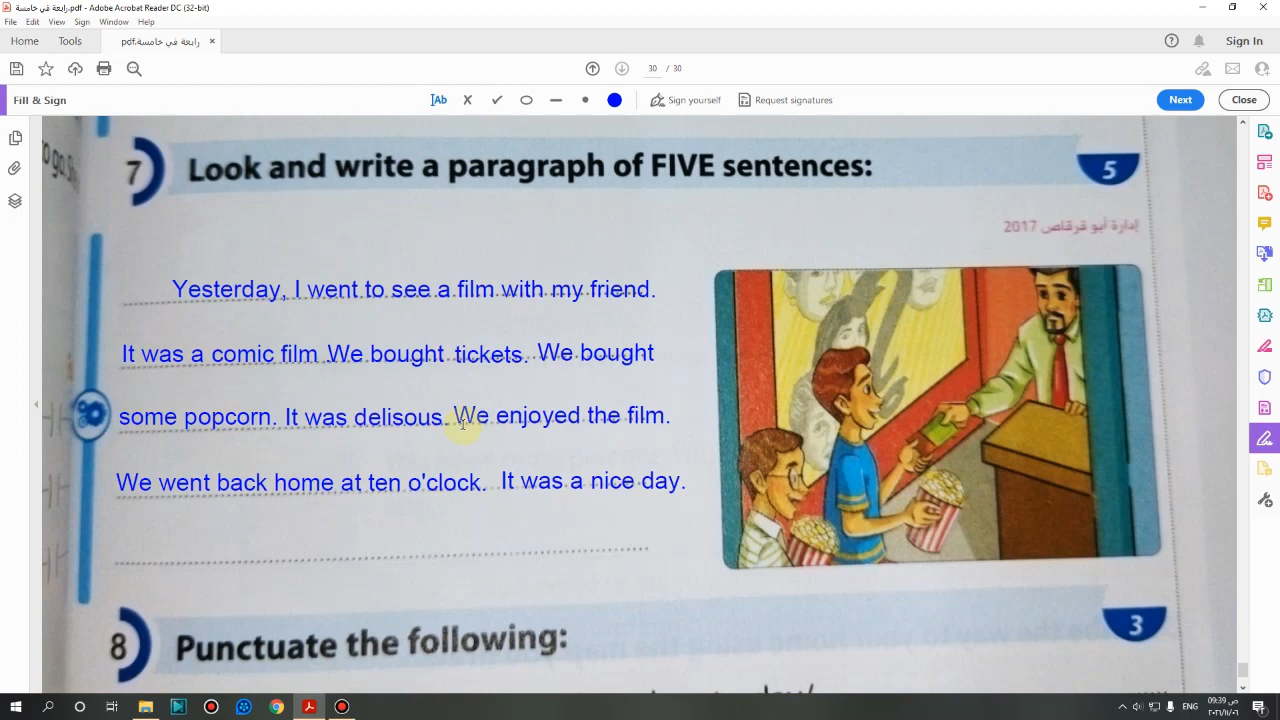 رابعة في خامسة.pdf - Adobe Acrobat Reader DC (32-bit)
File Edit View Sign Window Help
Home Tools رابعة في خامسة.pdf × Sign In
30 / 30
Fill & Sign Ab Sign yourself Request signatures Next Close
7 Look and write a paragraph of FIVE sentences: 5
إدارة أبو قرقاص 2017
Yesterday, I went to see a film with my friend.
It was a comic film .We bought tickets. We bought
some popcorn. It was delisous. We enjoyed the film.
We went back home at ten o'clock. It was a nice day.
8 Punctuate the following: 3
ENG 09:39 ص